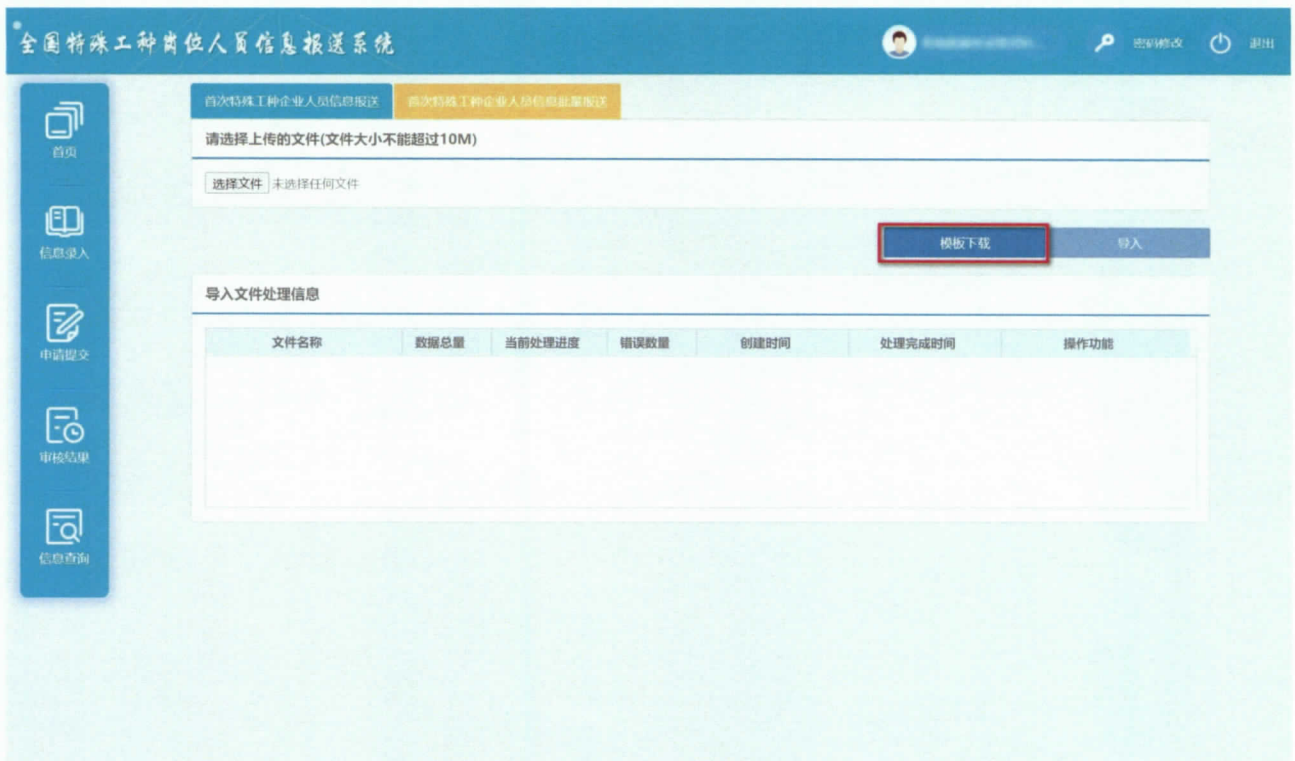 全国特殊工种岗位人员信息报送系统
密码修改 退出
首次特殊工种企业人员信息报送 首次特殊工种企业人员信息批量报送
首页
请选择上传的文件(文件大小不能超过10M)
选择文件 未选择任何文件
信息录入
模板下载 导入
导入文件处理信息
文件名称 数据总量 当前处理进度 错误数量 创建时间 处理完成时间 操作功能
申请提交
审核结果
信息查询